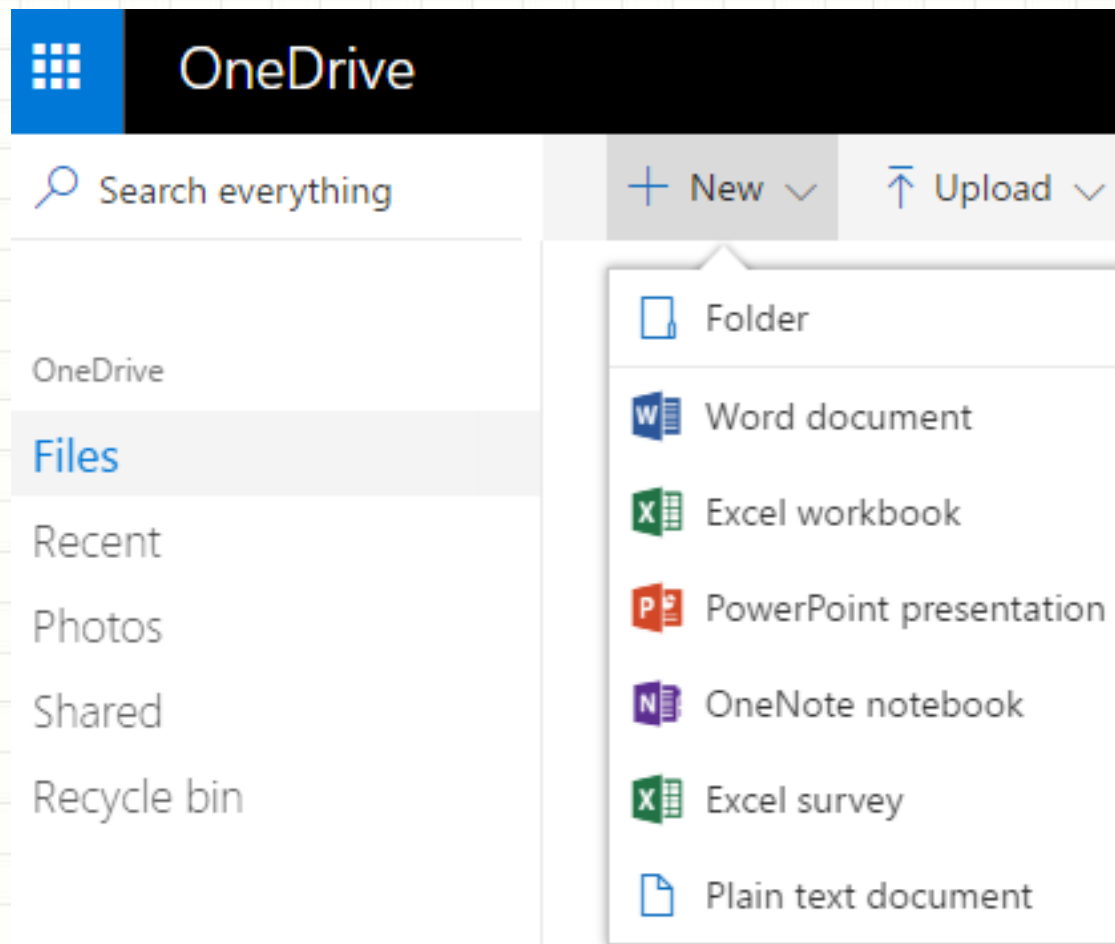 OneDrive
Search everything
New
Upload
OneDrive
Files
Recent
Photos
Shared
Recycle bin
Folder
Word document
Excel workbook
PowerPoint presentation
OneNote notebook
Excel survey
Plain text document